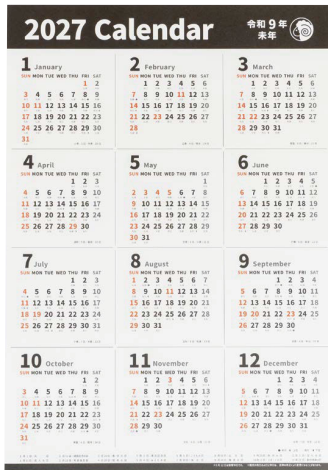 2027 Calendar
令和 9 年
未年
1 January
SUN MON TUE WED THU FRI SAT
1 2
3 4 5 6 7 8 9
10 11 12 13 14 15 16
17 18 19 20 21 22 23
24 25 26 27 28 29 30
31
2 February
SUN MON TUE WED THU FRI SAT
1 2 3 4 5 6
7 8 9 10 11 12 13
14 15 16 17 18 19 20
21 22 23 24 25 26 27
28
3 March
SUN MON TUE WED THU FRI SAT
1 2 3 4 5 6
7 8 9 10 11 12 13
14 15 16 17 18 19 20
21 22 23 24 25 26 27
28 29 30 31
4 April
SUN MON TUE WED THU FRI SAT
1 2 3
4 5 6 7 8 9 10
11 12 13 14 15 16 17
18 19 20 21 22 23 24
25 26 27 28 29 30
5 May
SUN MON TUE WED THU FRI SAT
1
2 3 4 5 6 7 8
9 10 11 12 13 14 15
16 17 18 19 20 21 22
23 24 25 26 27 28 29
30 31
6 June
SUN MON TUE WED THU FRI SAT
1 2 3 4 5
6 7 8 9 10 11 12
13 14 15 16 17 18 19
20 21 22 23 24 25 26
27 28 29 30
7 July
SUN MON TUE WED THU FRI SAT
1 2 3
4 5 6 7 8 9 10
11 12 13 14 15 16 17
18 19 20 21 22 23 24
25 26 27 28 29 30 31
8 August
SUN MON TUE WED THU FRI SAT
1 2 3 4 5 6 7
8 9 10 11 12 13 14
15 16 17 18 19 20 21
22 23 24 25 26 27 28
29 30 31
9 September
SUN MON TUE WED THU FRI SAT
1 2 3 4
5 6 7 8 9 10 11
12 13 14 15 16 17 18
19 20 21 22 23 24 25
26 27 28 29 30
10 October
SUN MON TUE WED THU FRI SAT
1 2
3 4 5 6 7 8 9
10 11 12 13 14 15 16
17 18 19 20 21 22 23
24 25 26 27 28 29 30
31
11 November
SUN MON TUE WED THU FRI SAT
1 2 3 4 5 6
7 8 9 10 11 12 13
14 15 16 17 18 19 20
21 22 23 24 25 26 27
28 29 30
12 December
SUN MON TUE WED THU FRI SAT
1 2 3 4
5 6 7 8 9 10 11
12 13 14 15 16 17 18
19 20 21 22 23 24 25
26 27 28 29 30 31